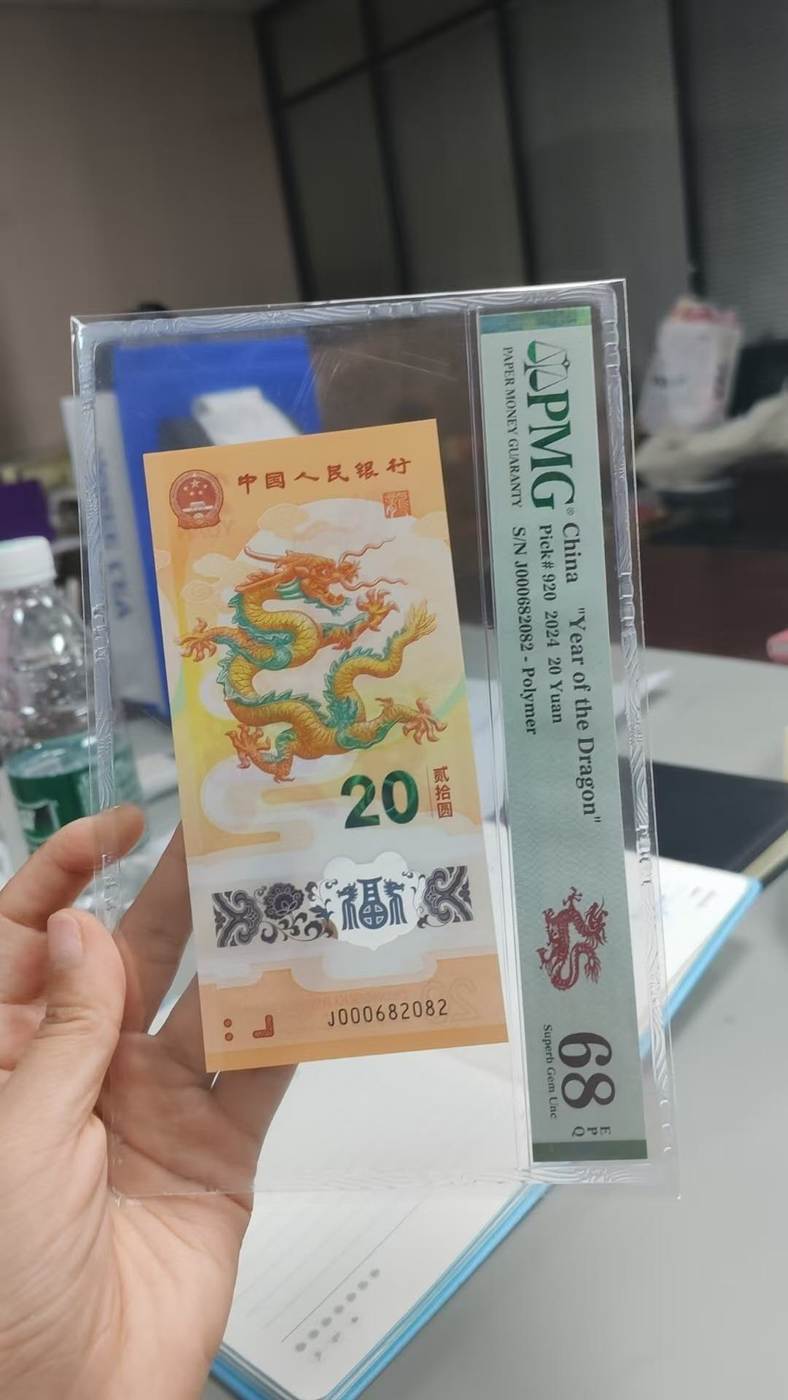 中国人民银行
20
贰拾圆
福
J000682082
PMG®
PAPER MONEY GUARANTY
China "Year of the Dragon"
Pick# 920 2024 20 Yuan
S/N J000682082 - Polymer
68
EPQ
Superb Gem Unc